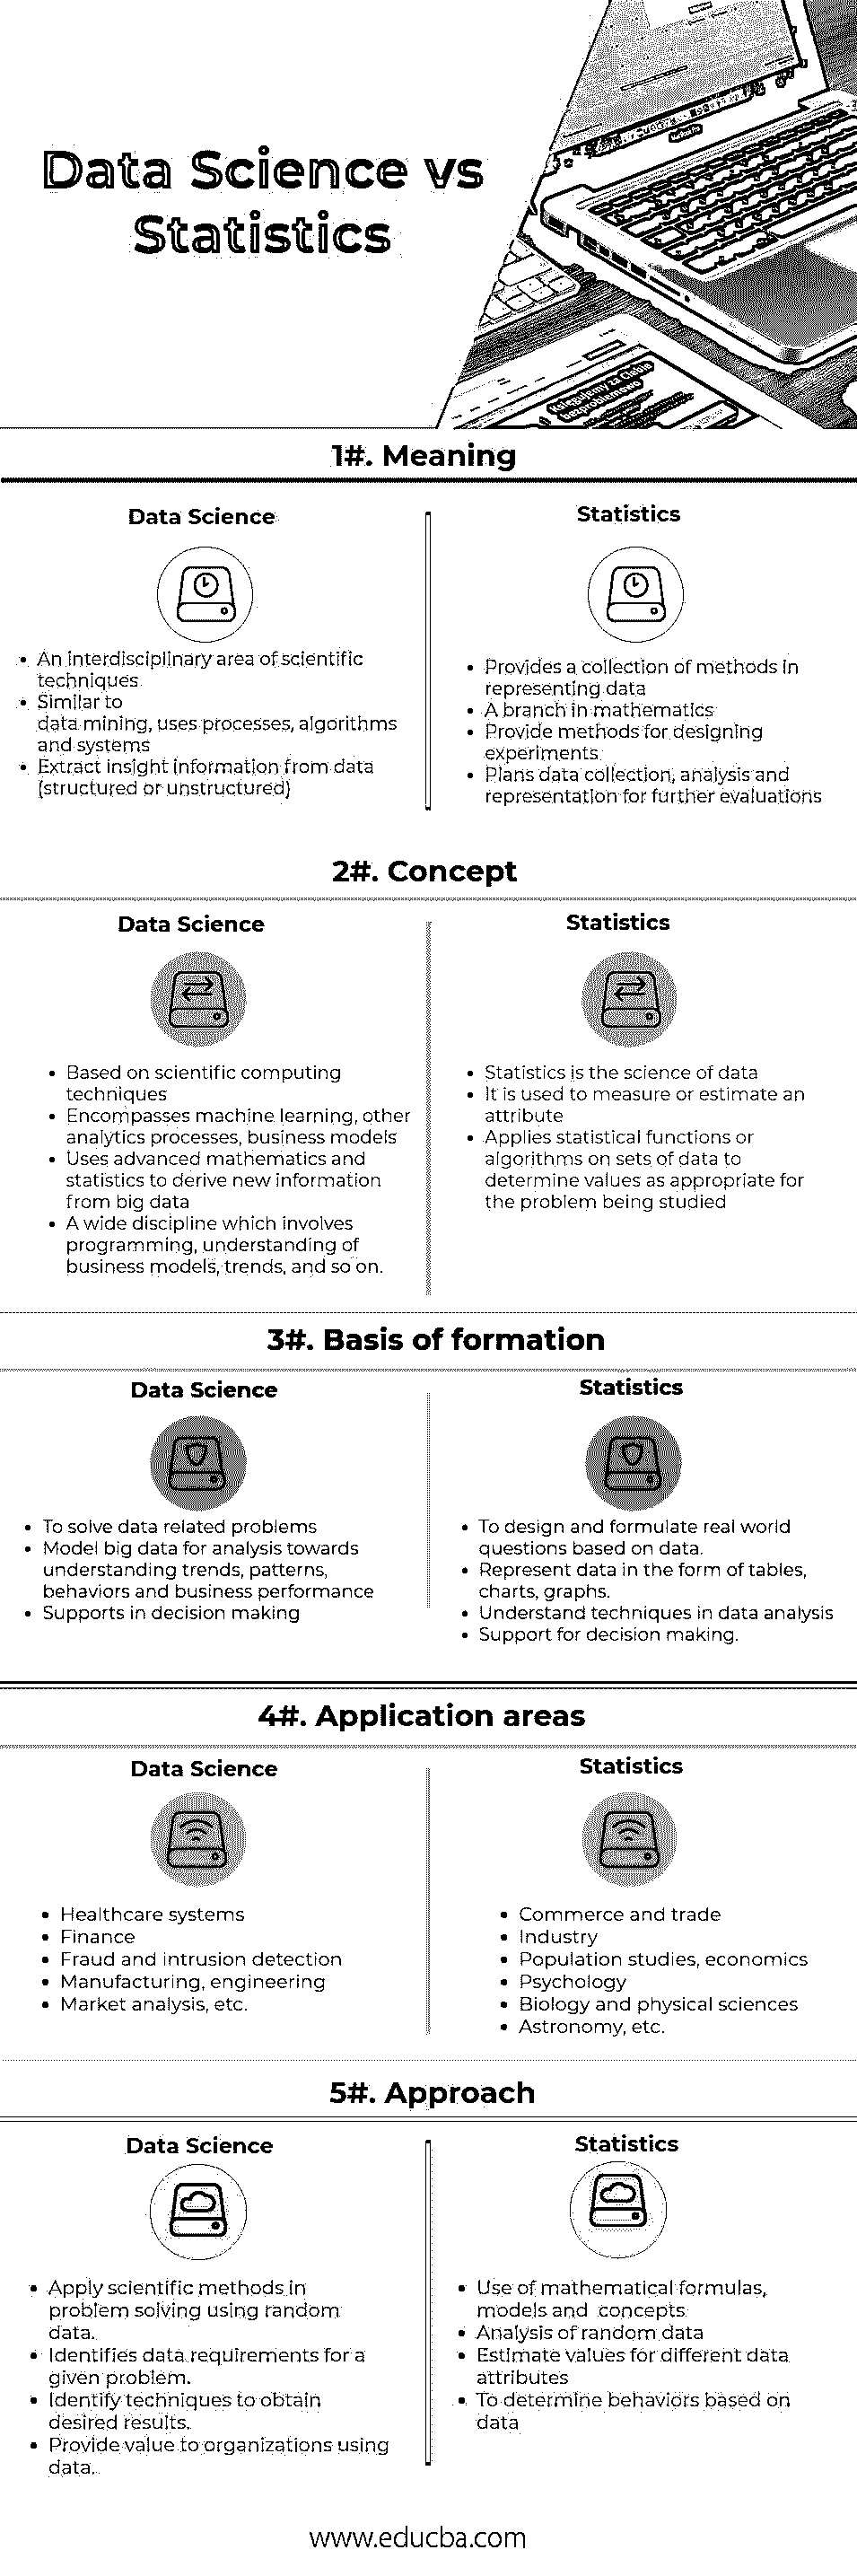 Data Science vs
Statistics
Księgujemy za Ciebie
bezproblemowo
1#. Meaning
Data Science
An interdisciplinary area of scientific
techniques
Similar to
data mining, uses processes, algorithms
and systems
Extract insight information from data
(structured or unstructured)
Statistics
Provides a collection of methods in
representing data
A branch in mathematics
Provide methods for designing
experiments
Plans data collection, analysis and
representation for further evaluations
2#. Concept
Data Science
Based on scientific computing
techniques
Encompasses machine learning, other
analytics processes, business models
Uses advanced mathematics and
statistics to derive new information
from big data
A wide discipline which involves
programming, understanding of
business models, trends, and so on.
Statistics
Statistics is the science of data
It is used to measure or estimate an
attribute
Applies statistical functions or
algorithms on sets of data to
determine values as appropriate for
the problem being studied
3#. Basis of formation
Data Science
To solve data related problems
Model big data for analysis towards
understanding trends, patterns,
behaviors and business performance
Supports in decision making
Statistics
To design and formulate real world
questions based on data.
Represent data in the form of tables,
charts, graphs.
Understand techniques in data analysis
Support for decision making.
4#. Application areas
Data Science
Healthcare systems
Finance
Fraud and intrusion detection
Manufacturing, engineering
Market analysis, etc.
Statistics
Commerce and trade
Industry
Population studies, economics
Psychology
Biology and physical sciences
Astronomy, etc.
5#. Approach
Data Science
Apply scientific methods in
problem solving using random
data.
Identifies data requirements for a
given problem.
Identify techniques to obtain
desired results.
Provide value to organizations using
data.
Statistics
Use of mathematical formulas,
models and concepts
Analysis of random data
Estimate values for different data
attributes
To determine behaviors based on
data
www.educba.com